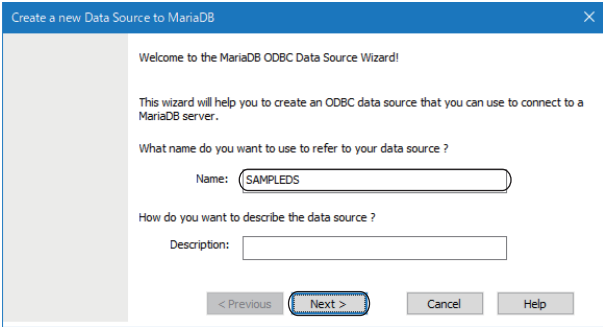 Create a new Data Source to MariaDB
Welcome to the MariaDB ODBC Data Source Wizard!
This wizard will help you to create an ODBC data source that you can use to connect to a
MariaDB server.
What name do you want to use to refer to your data source ?
Name: SAMPLEDS
How do you want to describe the data source ?
Description:
< Previous Next > Cancel Help